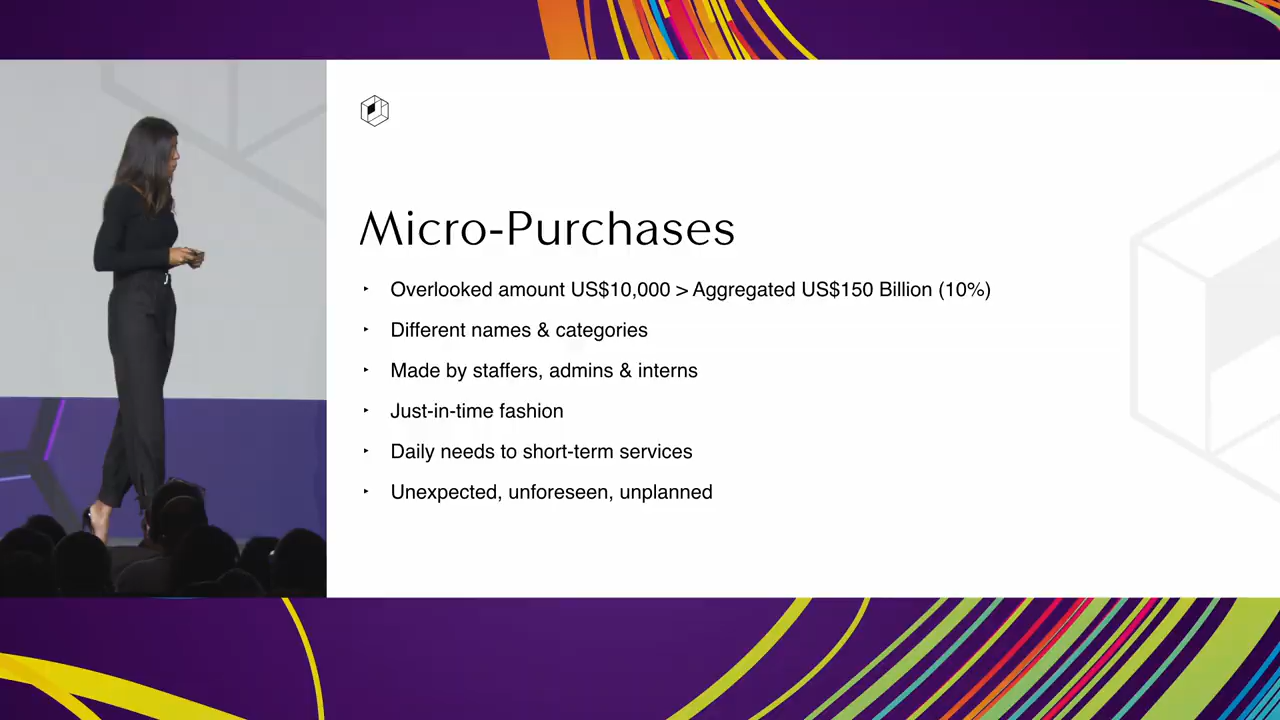 Micro-Purchases
‣ Overlooked amount US$10,000 > Aggregated US$150 Billion (10%)
‣ Different names & categories
‣ Made by staffers, admins & interns
‣ Just-in-time fashion
‣ Daily needs to short-term services
‣ Unexpected, unforeseen, unplanned